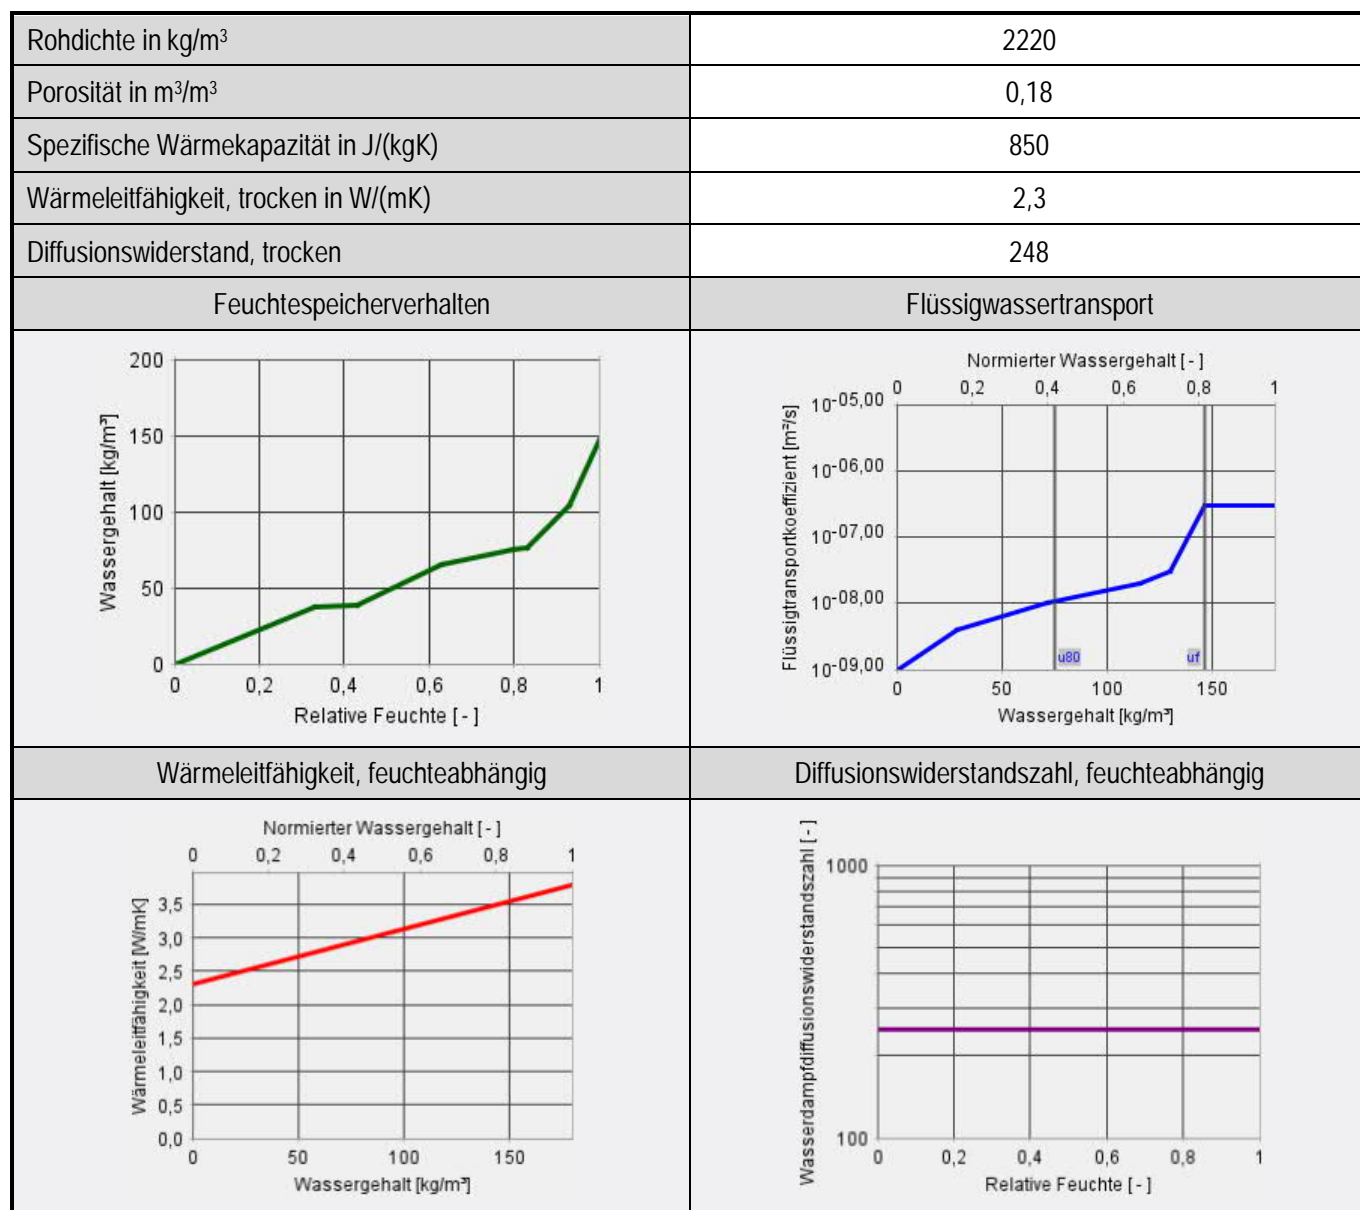 Rohdichte in kg/m³ 2220
Porosität in m³/m³ 0,18
Spezifische Wärmekapazität in J/(kgK) 850
Wärmeleitfähigkeit, trocken in W/(mK) 2,3
Diffusionswiderstand, trocken 248
Feuchtespeicherverhalten Flüssigwassertransport
Wassergehalt [kg/m³]
200
150
100
50
0
0 0,2 0,4 0,6 0,8 1
Relative Feuchte [ - ]
Normierter Wassergehalt [ - ]
0 0,2 0,4 0,6 0,8 1
Flüssigtransportkoeffizient [m²/s]
10-05,00
10-06,00
10-07,00
10-08,00
10-09,00
u80 uf
0 50 100 150
Wassergehalt [kg/m³]
Wärmeleitfähigkeit, feuchteabhängig Diffusionswiderstandszahl, feuchteabhängig
Normierter Wassergehalt [ - ]
0 0,2 0,4 0,6 0,8 1
Wärmeleitfähigkeit [W/mK]
3,5
3,0
2,5
2,0
1,5
1,0
0,5
0,0
0 50 100 150
Wassergehalt [kg/m³]
Wasserdampfdiffusionswiderstandszahl [ - ]
1000
100
0 0,2 0,4 0,6 0,8 1
Relative Feuchte [ - ]